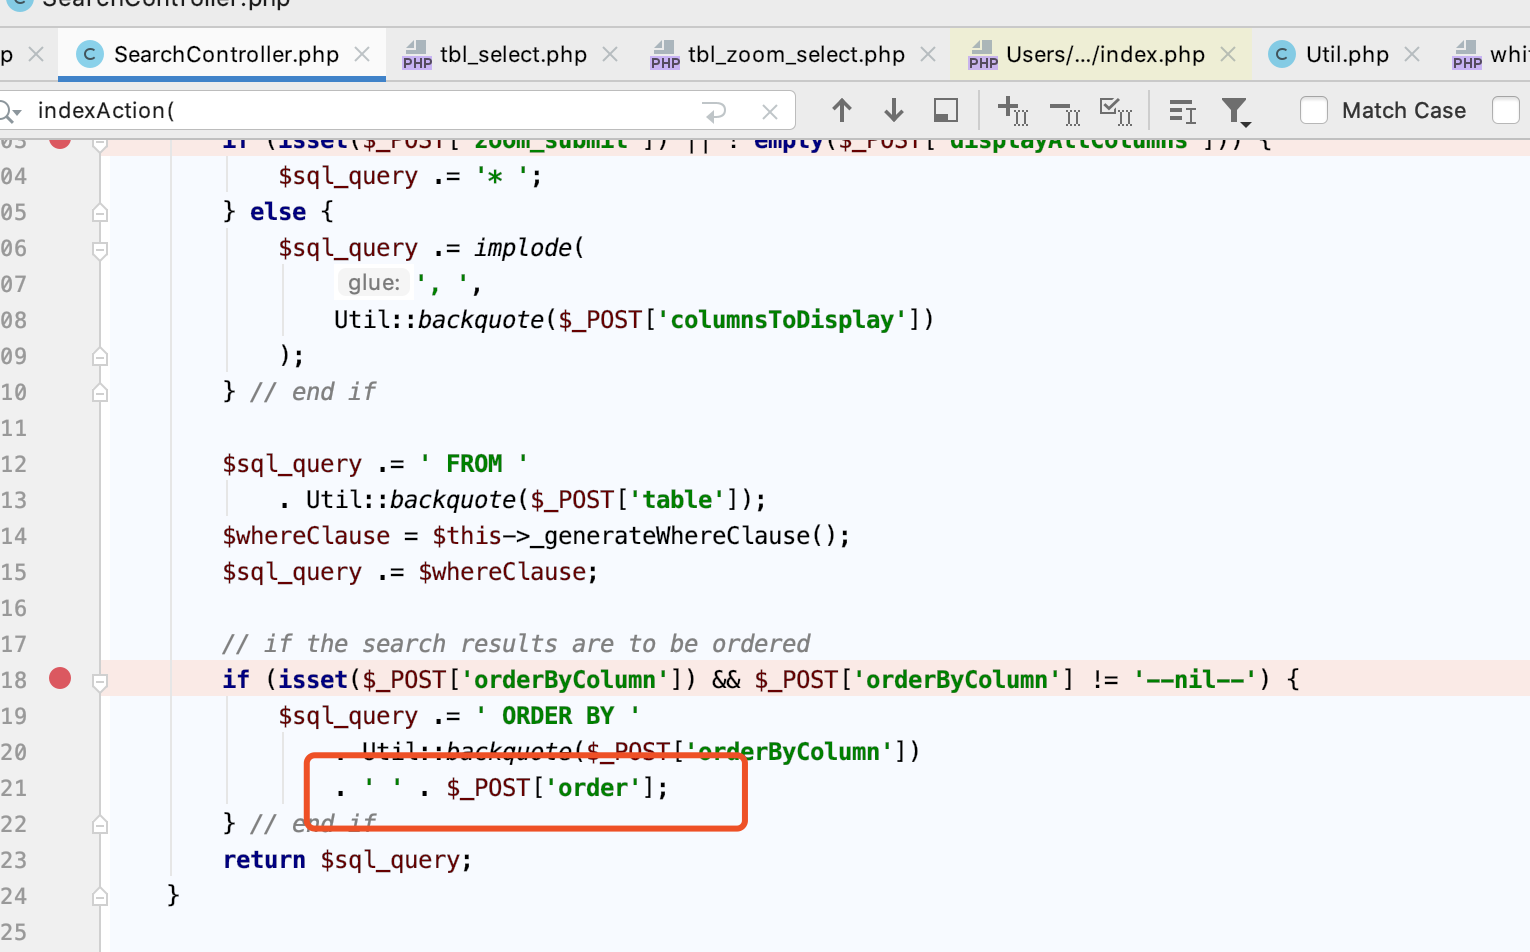 SearchController.php
p SearchController.php tbl_select.php tbl_zoom_select.php Users/.../index.php Util.php whi
indexAction( Match Case
03 if (isset($_POST['zoom_submit']) || ! empty($_POST['displayAllColumns'])) {
04 $sql_query .= '* ';
05 } else {
06 $sql_query .= implode(
07 glue: ', ',
08 Util::backquote($_POST['columnsToDisplay'])
09 );
10 } // end if
11
12 $sql_query .= ' FROM '
13 . Util::backquote($_POST['table']);
14 $whereClause = $this->_generateWhereClause();
15 $sql_query .= $whereClause;
16
17 // if the search results are to be ordered
18 if (isset($_POST['orderByColumn']) && $_POST['orderByColumn'] != '--nil--') {
19 $sql_query .= ' ORDER BY '
20 . Util::backquote($_POST['orderByColumn'])
21 . ' ' . $_POST['order'];
22 } // end if
23 return $sql_query;
24 }
25